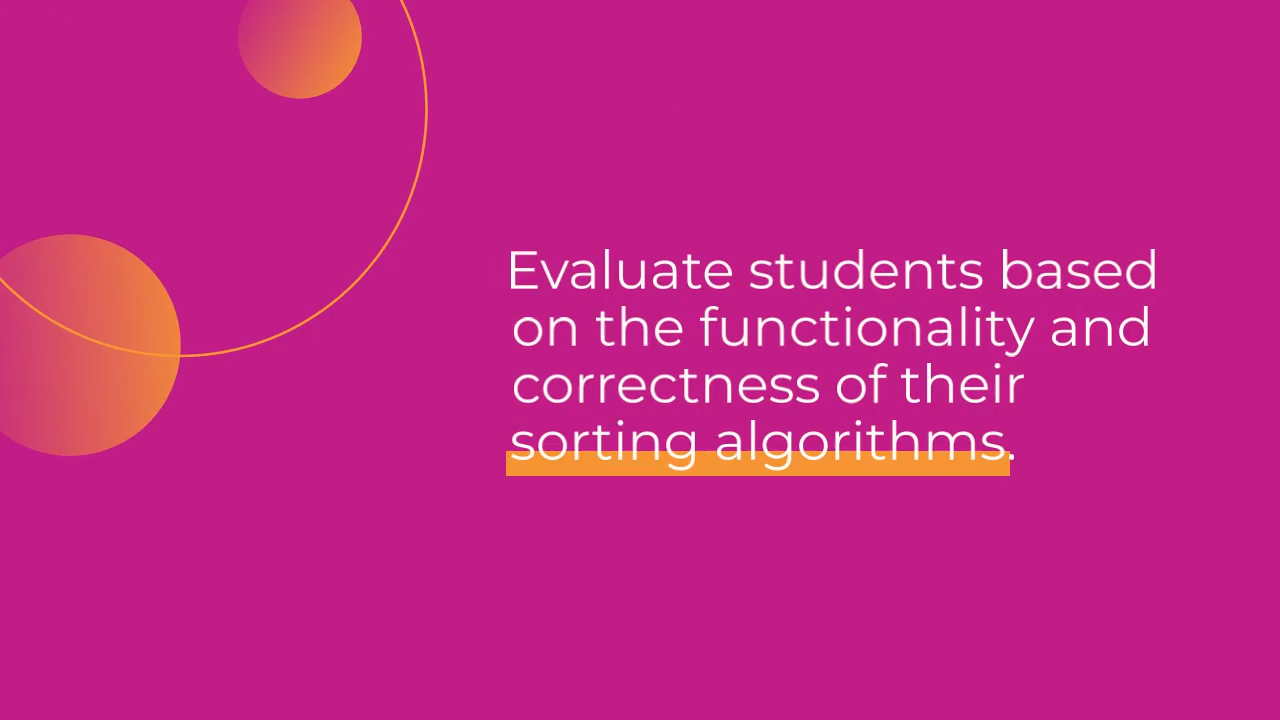 Evaluate students based
on the functionality and
correctness of their
sorting algorithms.